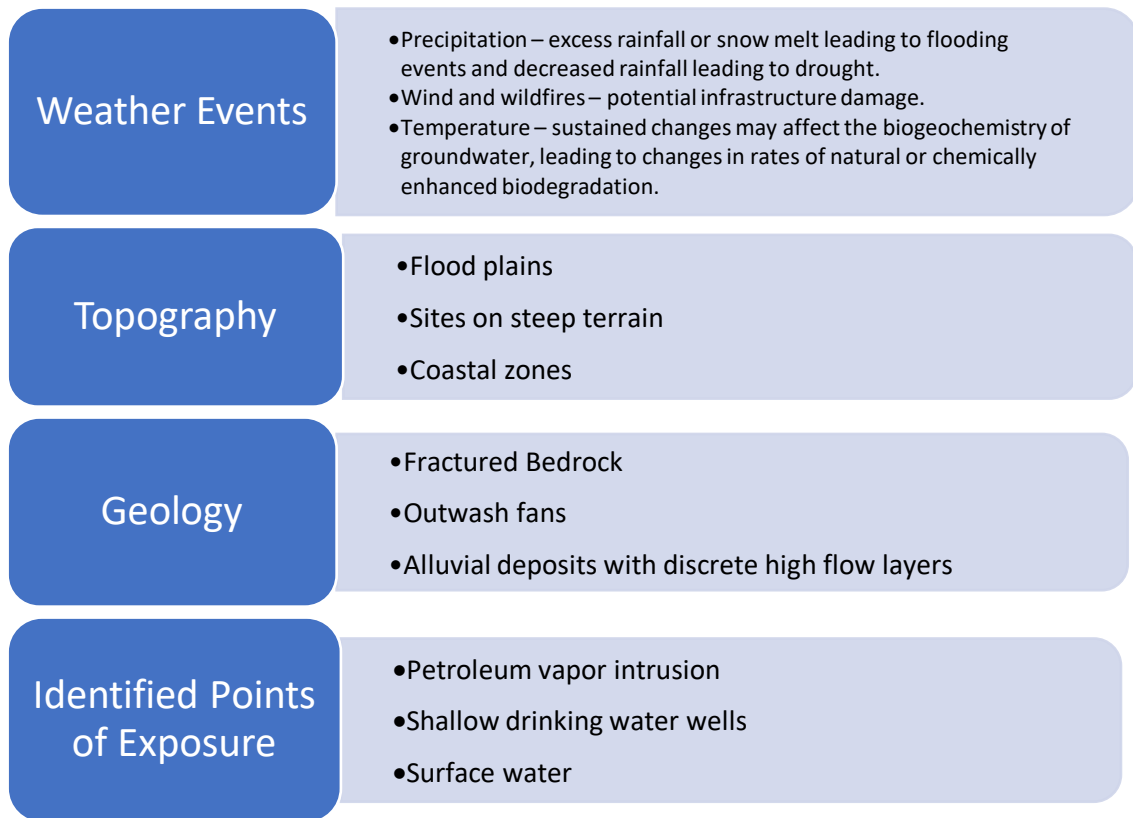 Weather Events
•Precipitation – excess rainfall or snow melt leading to flooding
events and decreased rainfall leading to drought.
•Wind and wildfires – potential infrastructure damage.
•Temperature – sustained changes may affect the biogeochemistry of
groundwater, leading to changes in rates of natural or chemically
enhanced biodegradation.
Topography
•Flood plains
•Sites on steep terrain
•Coastal zones
Geology
•Fractured Bedrock
•Outwash fans
•Alluvial deposits with discrete high flow layers
Identified Points
of Exposure
•Petroleum vapor intrusion
•Shallow drinking water wells
•Surface water